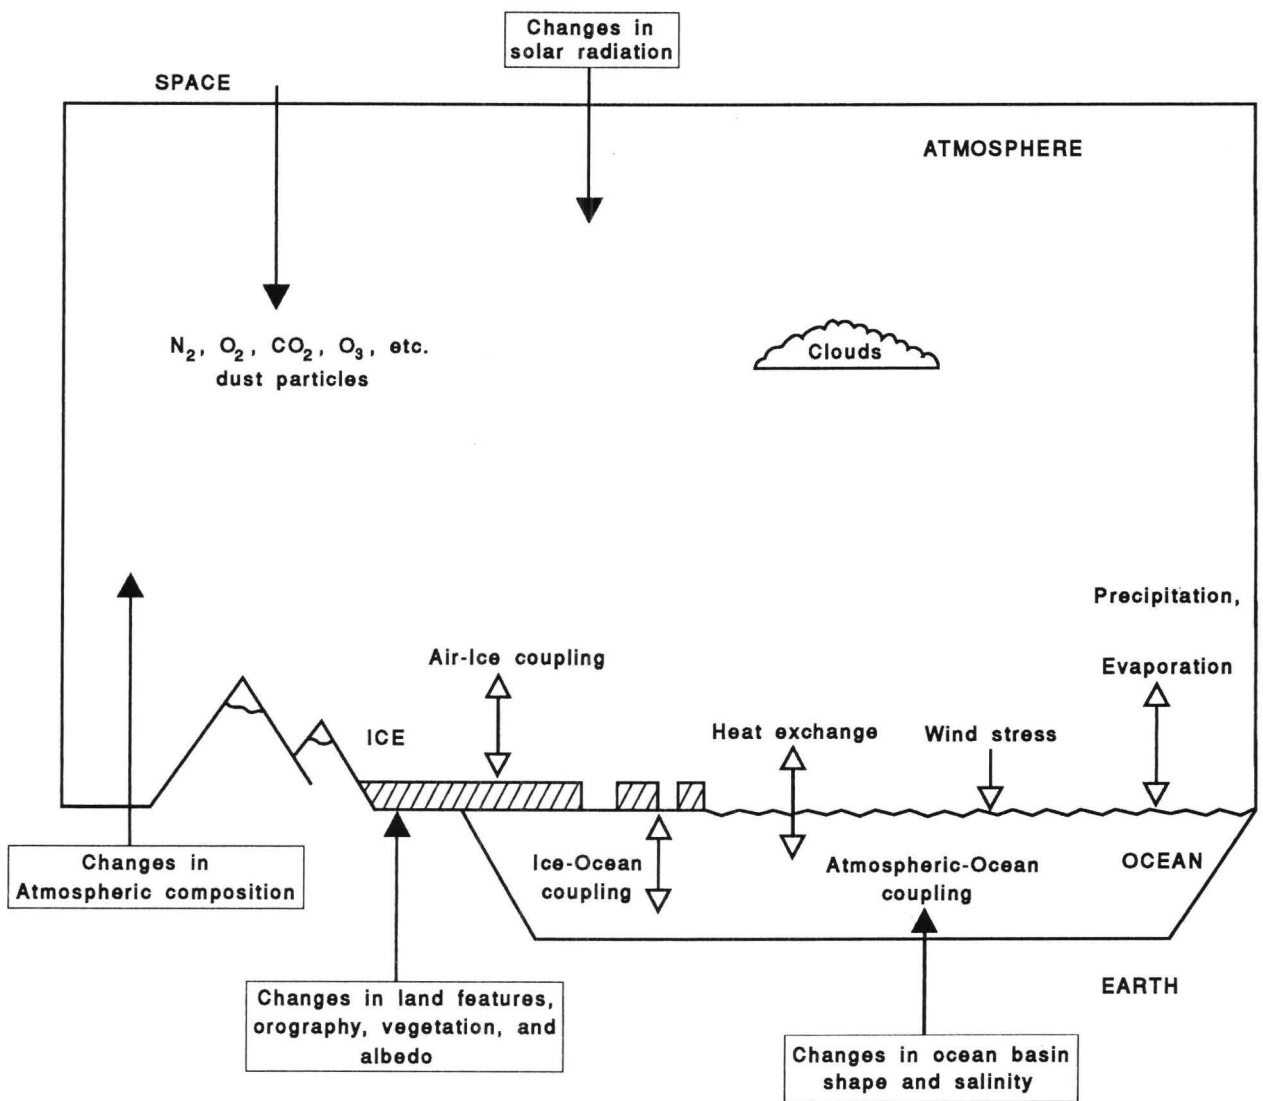 Changes in
solar radiation
SPACE
ATMOSPHERE
N₂, O₂, CO₂, O₃, etc.
dust particles
Clouds
Precipitation,
Evaporation
Air-Ice coupling
ICE
Heat exchange
Wind stress
Changes in
Atmospheric composition
Ice-Ocean
coupling
Atmospheric-Ocean
coupling
OCEAN
EARTH
Changes in land features,
orography, vegetation, and
albedo
Changes in ocean basin
shape and salinity